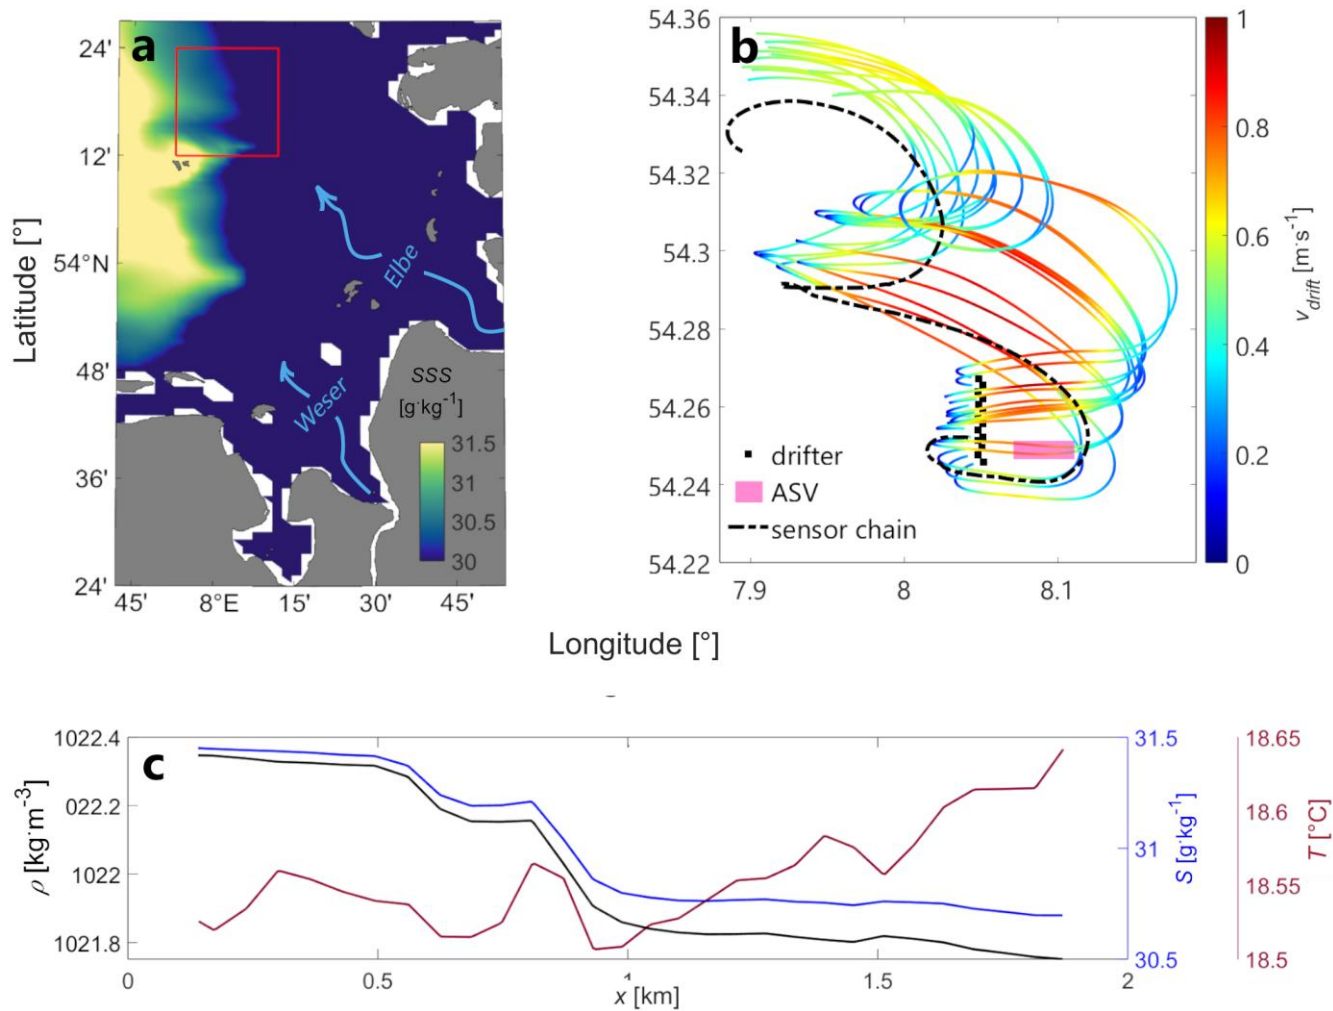 a
24'
12'
54°N
48'
36'
24'
Latitude [°]
45'
8°E
15'
30'
45'
Elbe
Weser
SSS
[g·kg⁻¹]
31.5
31
30.5
30
b
54.36
54.34
54.32
54.3
54.28
54.26
54.24
54.22
7.9
8
8.1
drifter
ASV
sensor chain
1
0.8
0.6
0.4
0.2
0
v_drift [m·s⁻¹]
Longitude [°]
c
1022.4
022.2
1022
1021.8
ρ [kg·m⁻³]
0
0.5
1
1.5
2
x [km]
31.5
31
30.5
S [g·kg⁻¹]
18.65
18.6
18.55
18.5
T [°C]